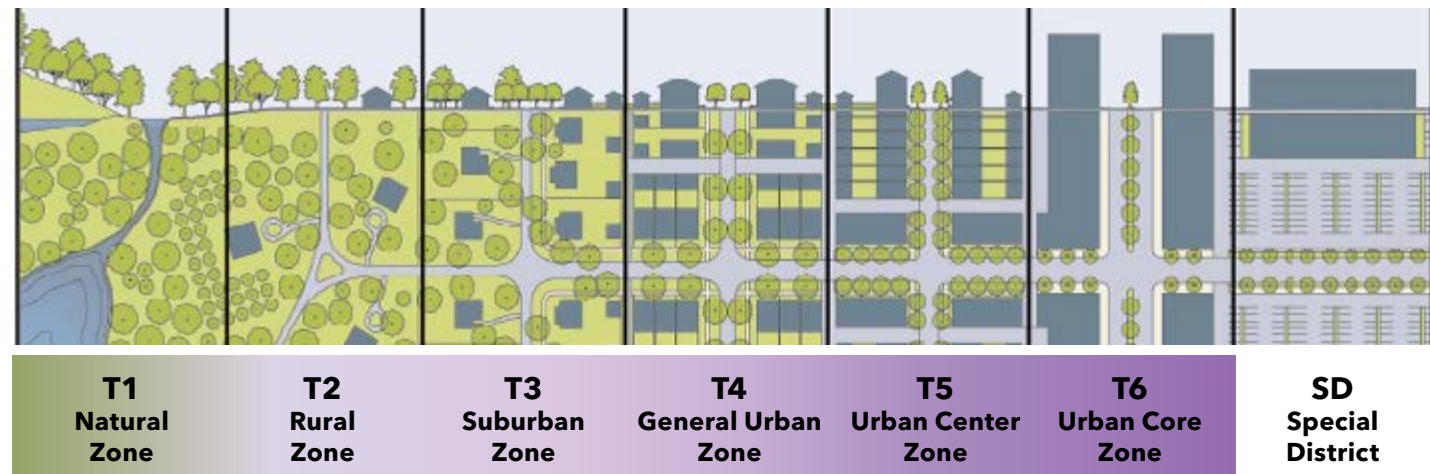 T1
Natural
Zone
T2
Rural
Zone
T3
Suburban
Zone
T4
General Urban
Zone
T5
Urban Center
Zone
T6
Urban Core
Zone
SD
Special
District